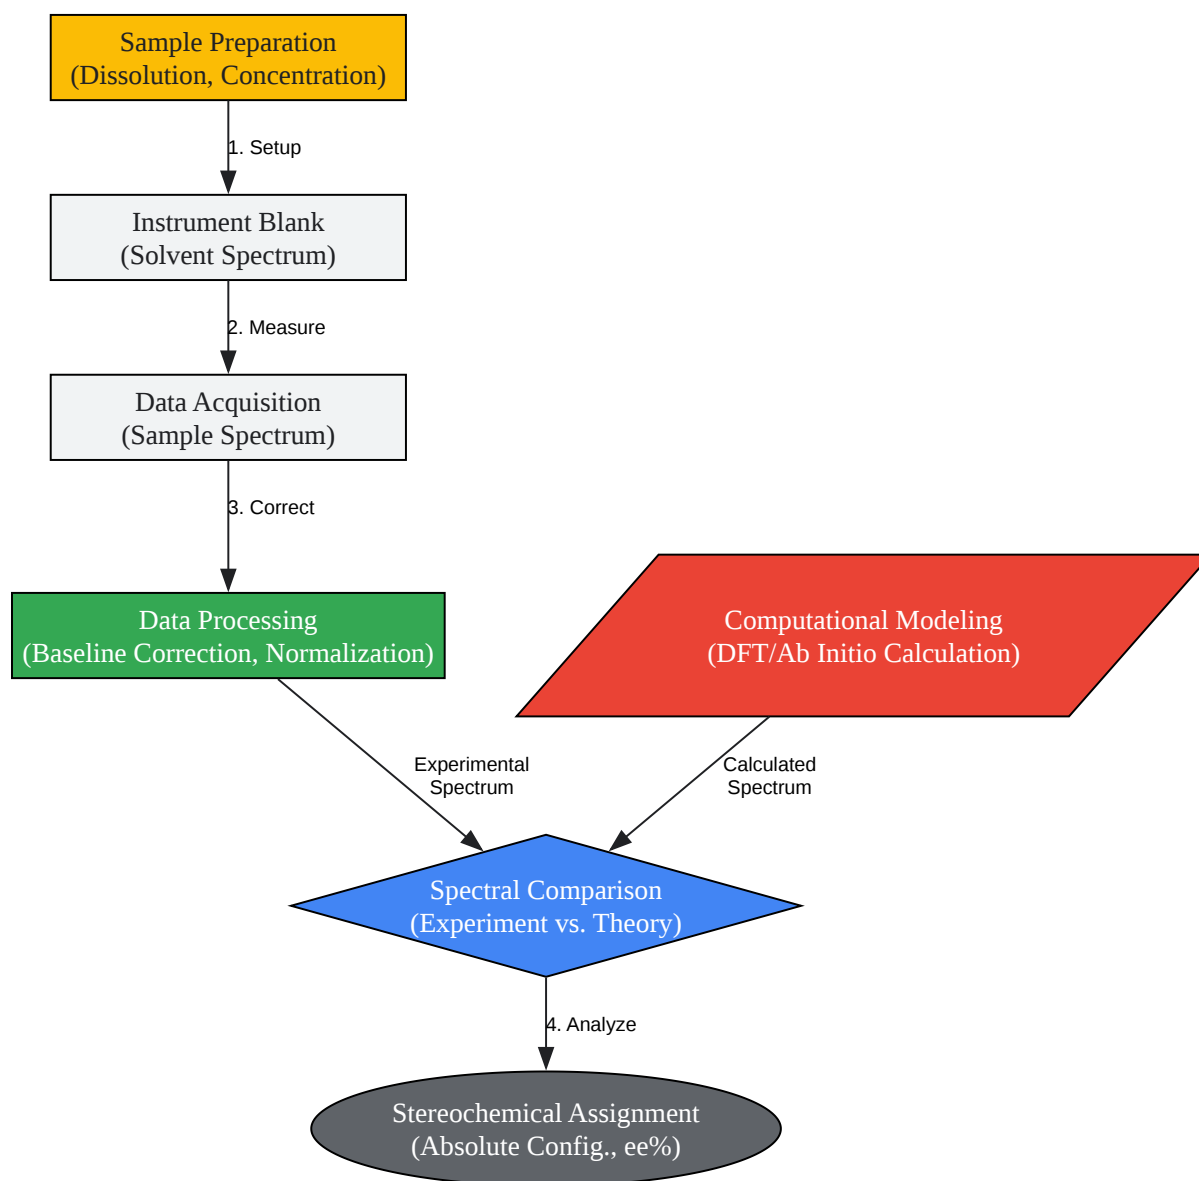 Sample Preparation
(Dissolution, Concentration)
1. Setup
Instrument Blank
(Solvent Spectrum)
2. Measure
Data Acquisition
(Sample Spectrum)
3. Correct
Data Processing
(Baseline Correction, Normalization)
Computational Modeling
(DFT/Ab Initio Calculation)
Experimental
Spectrum
Calculated
Spectrum
Spectral Comparison
(Experiment vs. Theory)
4. Analyze
Stereochemical Assignment
(Absolute Config., ee%)